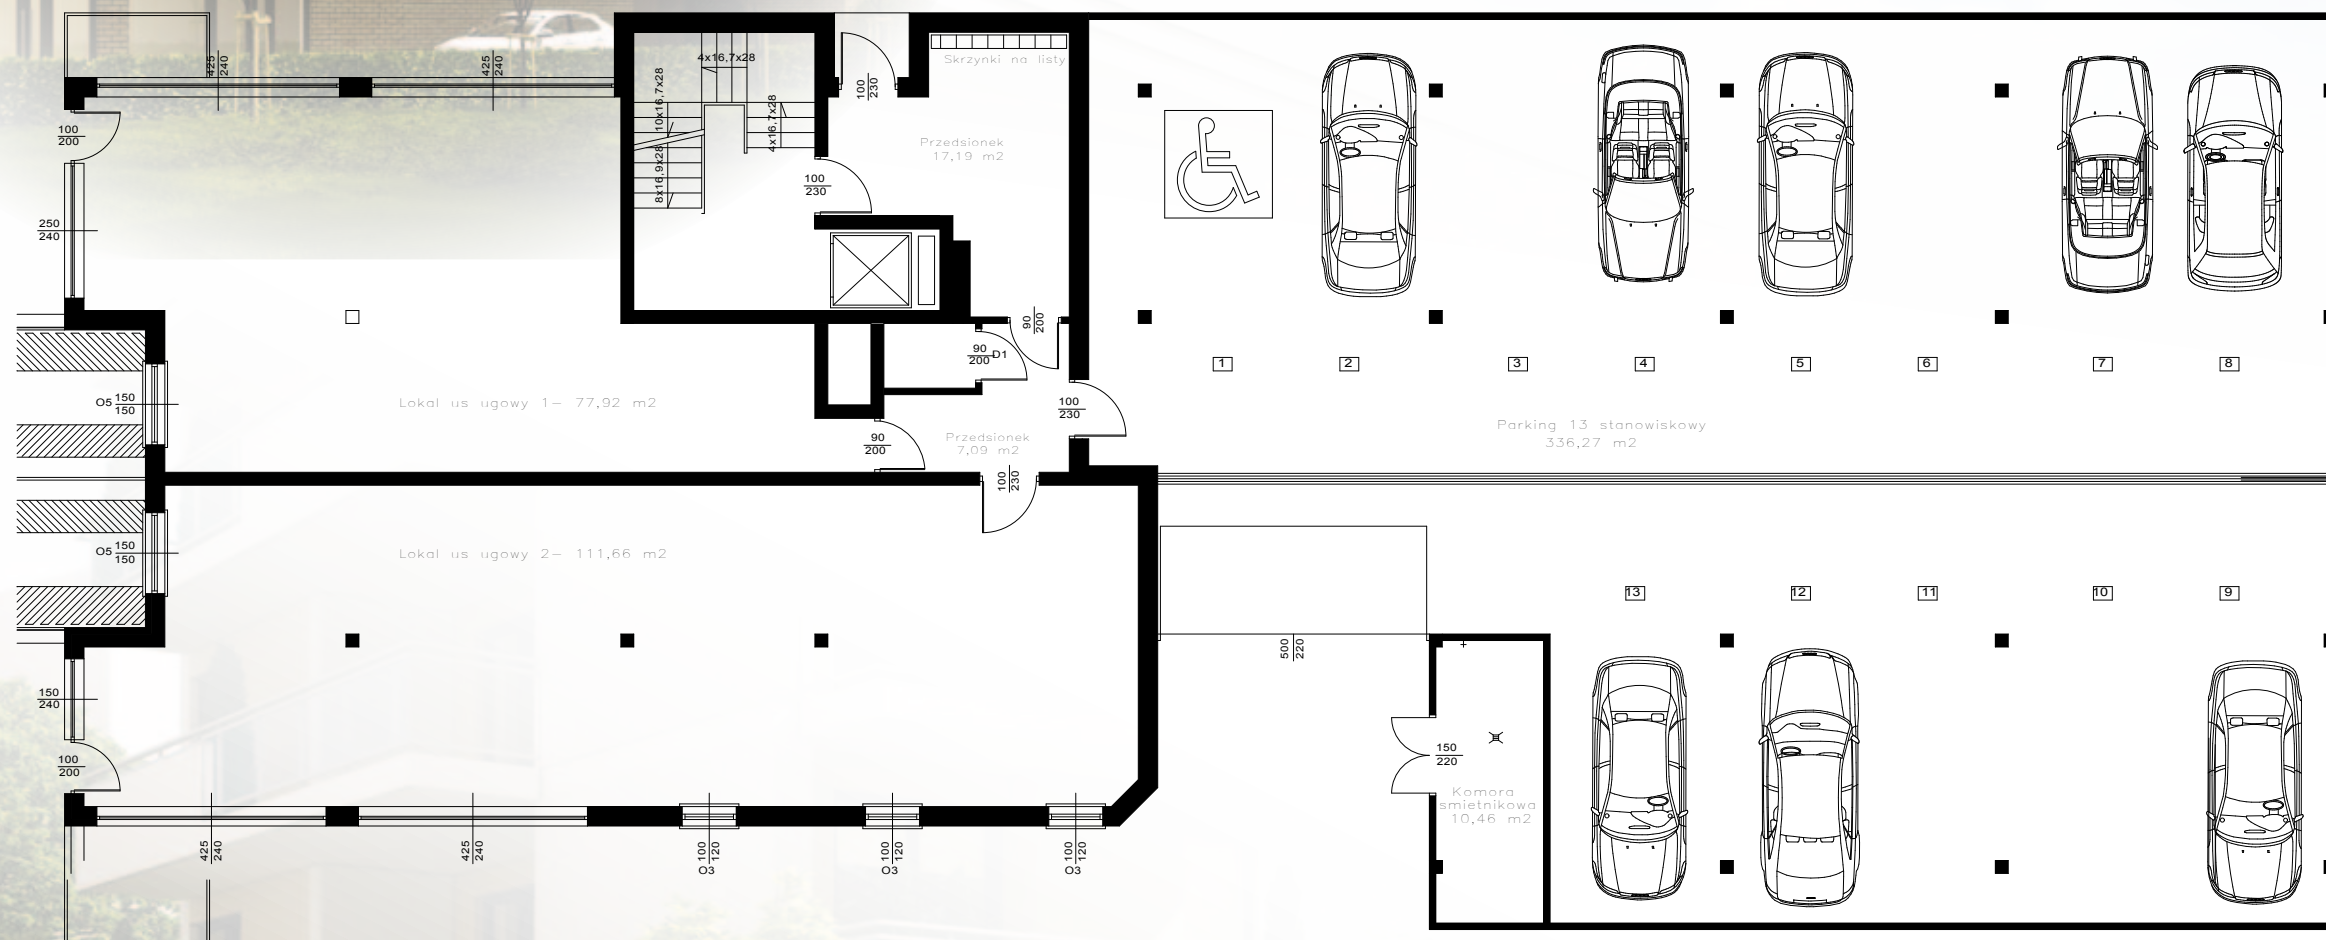 425
240
425
240
4x16,7x28
10x16,7x28
4x16,7x28
8x16,9x28
100
230
Skrzynki na listy
Przedsionek
17,19 m2
100
200
100
230
250
240
90
200
90
200
D1
1
2
3
4
5
6
7
8
O5
150
150
Lokal us ugowy 1- 77,92 m2
100
230
90
200
Przedsionek
7,09 m2
Parking 13 stanowiskowy
336,27 m2
100
230
O5
150
150
Lokal us ugowy 2- 111,66 m2
13
12
11
10
9
500
220
150
240
100
200
150
220
Komora
smietnikowa
10,46 m2
425
240
425
240
O3
100
120
O3
100
120
O3
100
120